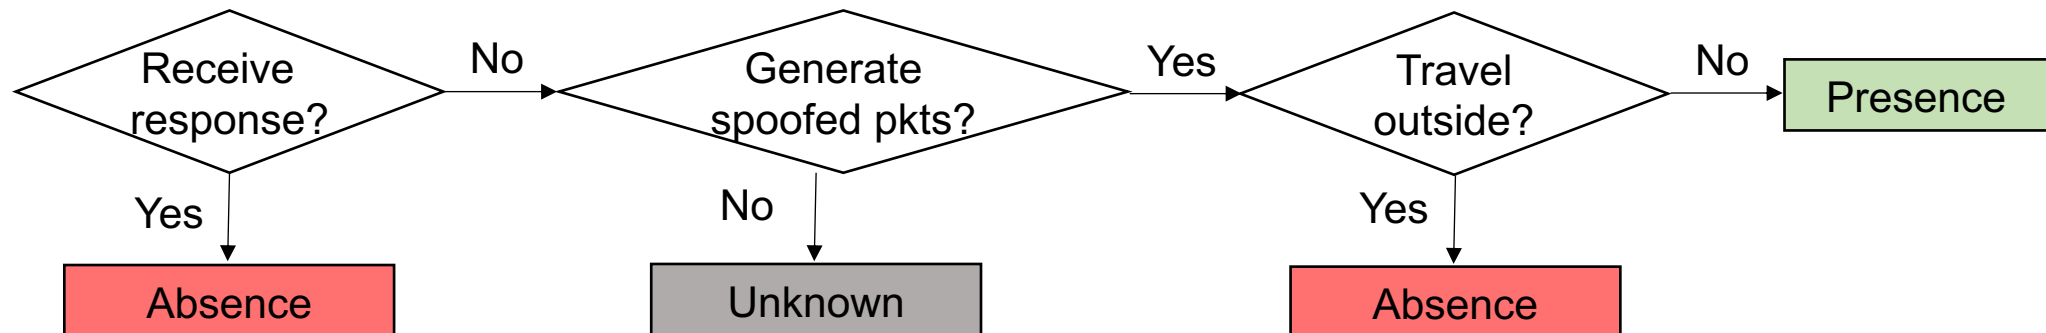 Receive
response?
No
Generate
spoofed pkts?
Yes
Travel
outside?
No
Presence
Yes
No
Yes
Absence
Unknown
Absence